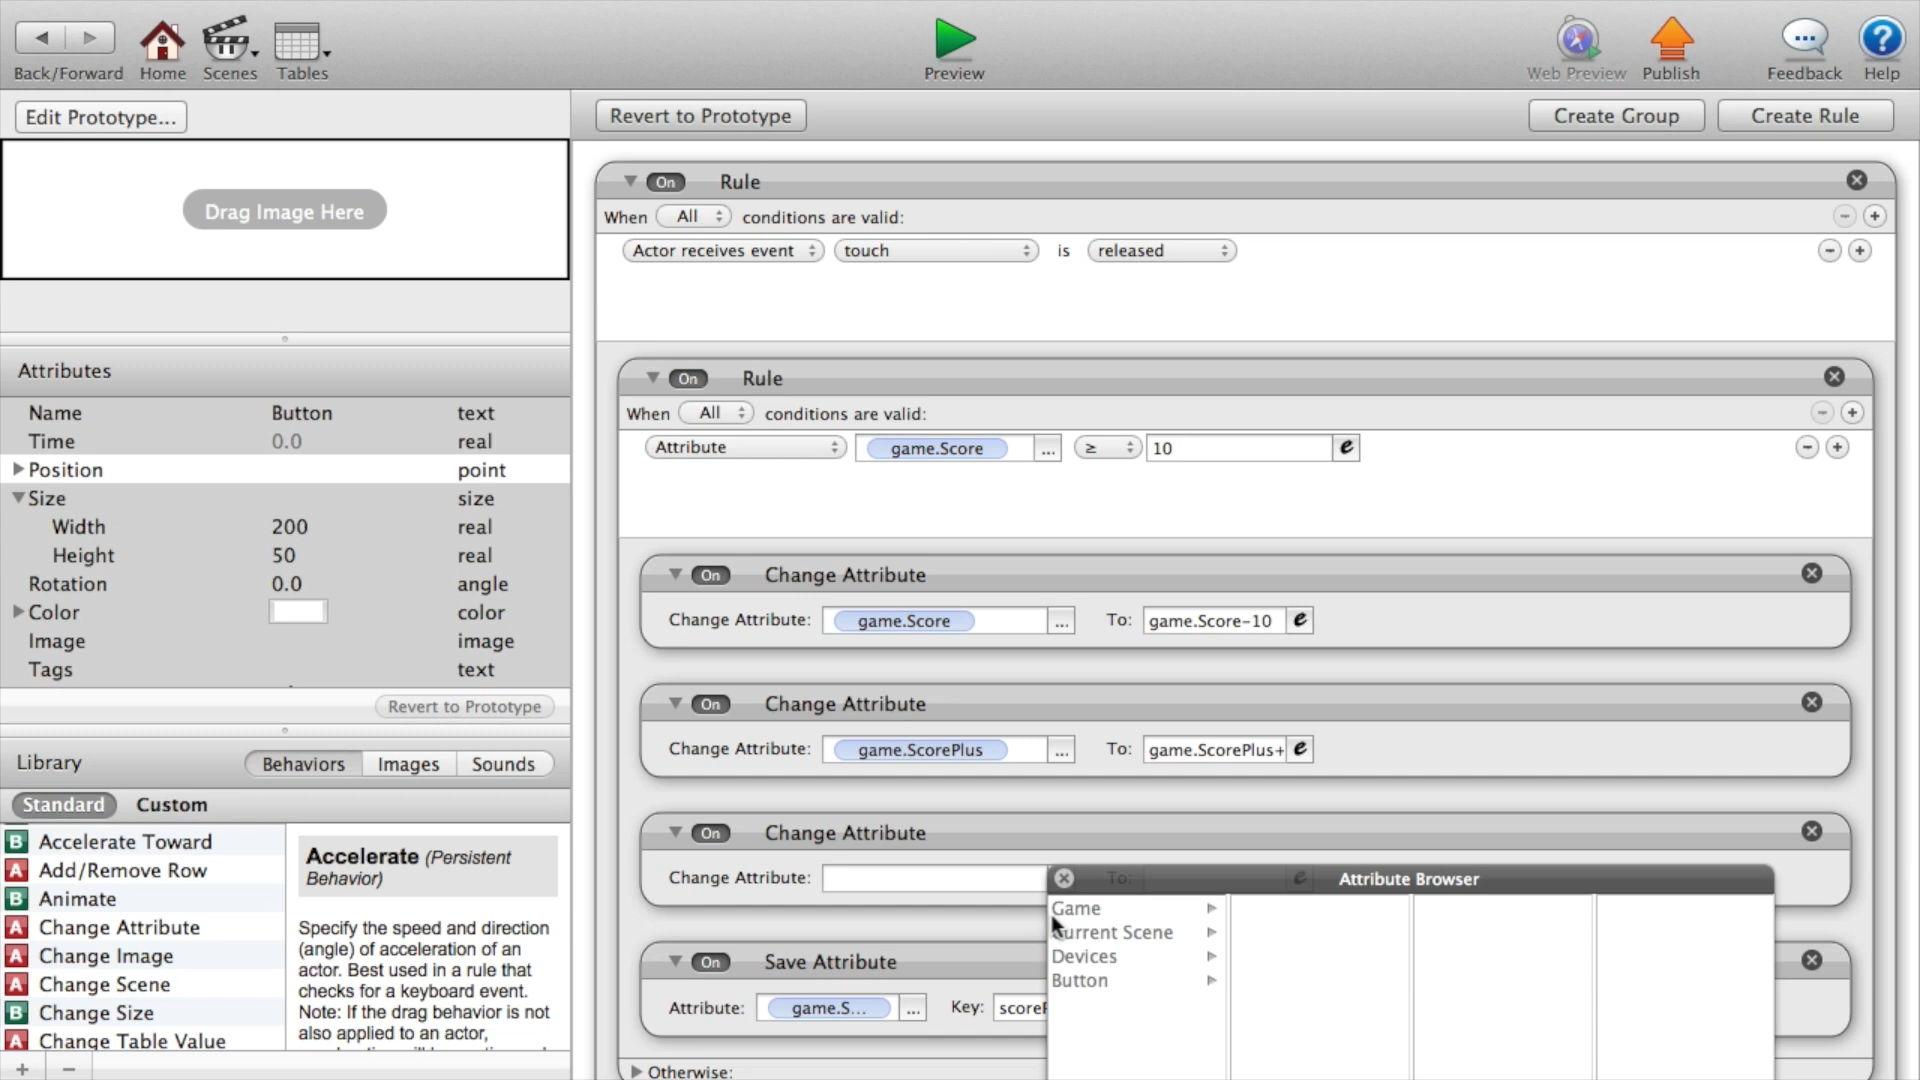 Back/Forward Home Scenes Tables Preview Web Preview Publish Feedback Help
Edit Prototype... Revert to Prototype Create Group Create Rule
Drag Image Here
Attributes
Name Button text
Time 0.0 real
Position point
Size size
Width 200 real
Height 50 real
Rotation 0.0 angle
Color color
Image image
Tags text
Revert to Prototype
Library Behaviors Images Sounds
Standard Custom
B Accelerate Toward
A Add/Remove Row
B Animate
A Change Attribute
A Change Image
A Change Scene
B Change Size
A Change Table Value
Accelerate (Persistent
Behavior)
Specify the speed and direction
(angle) of acceleration of an
actor. Best used in a rule that
checks for a keyboard event.
Note: If the drag behavior is not
also applied to an actor,
On Rule
When All conditions are valid:
Actor receives event touch is released
On Rule
When All conditions are valid:
Attribute game.Score ... ≥ 10 e
On Change Attribute
Change Attribute: game.Score ... To: game.Score-10 e
On Change Attribute
Change Attribute: game.ScorePlus ... To: game.ScorePlus+ e
On Change Attribute
Change Attribute: To: e
Attribute Browser
Game
Current Scene
Devices
Button
On Save Attribute
Attribute: game.S... ... Key:
Otherwise: